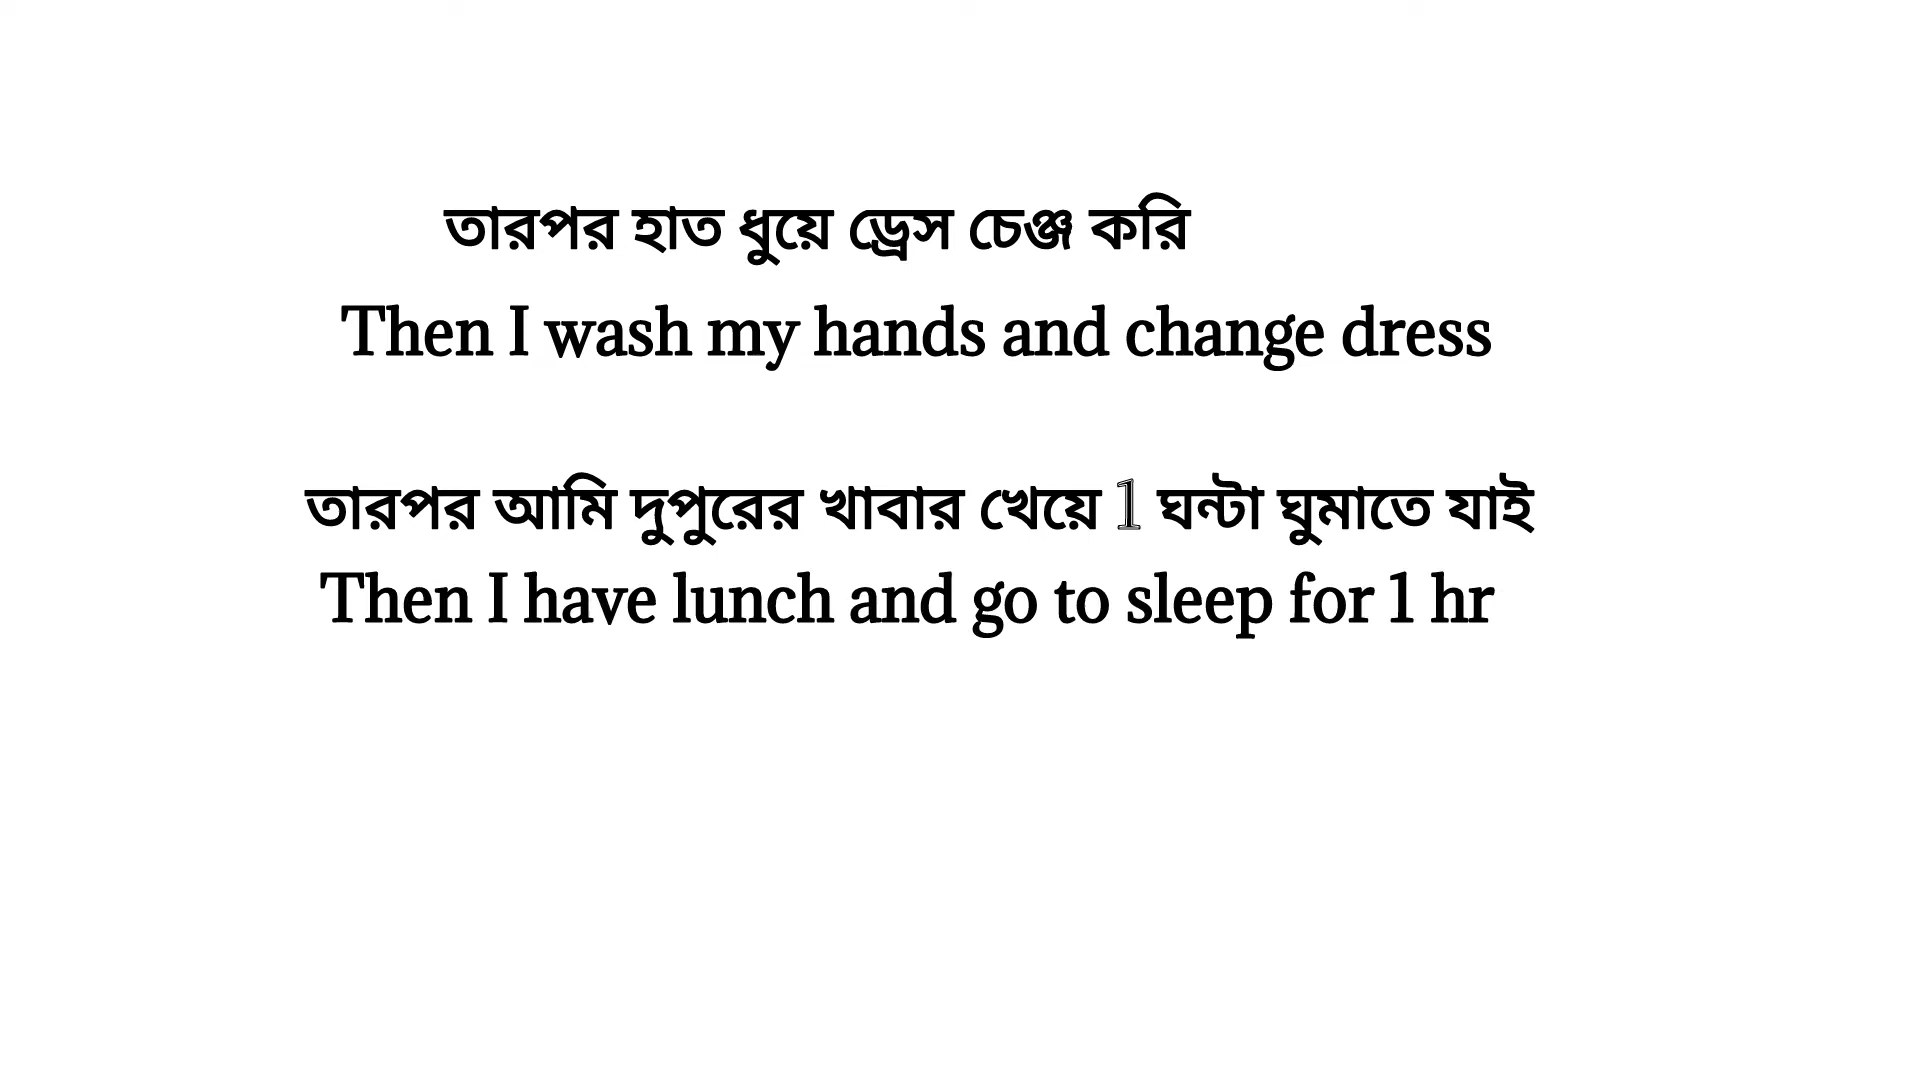 তারপর হাত ধুয়ে ড্রেস চেঞ্জ করি
Then I wash my hands and change dress
তারপর আমি দুপুরের খাবার খেয়ে 1 ঘন্টা ঘুমাতে যাই
Then I have lunch and go to sleep for 1 hr